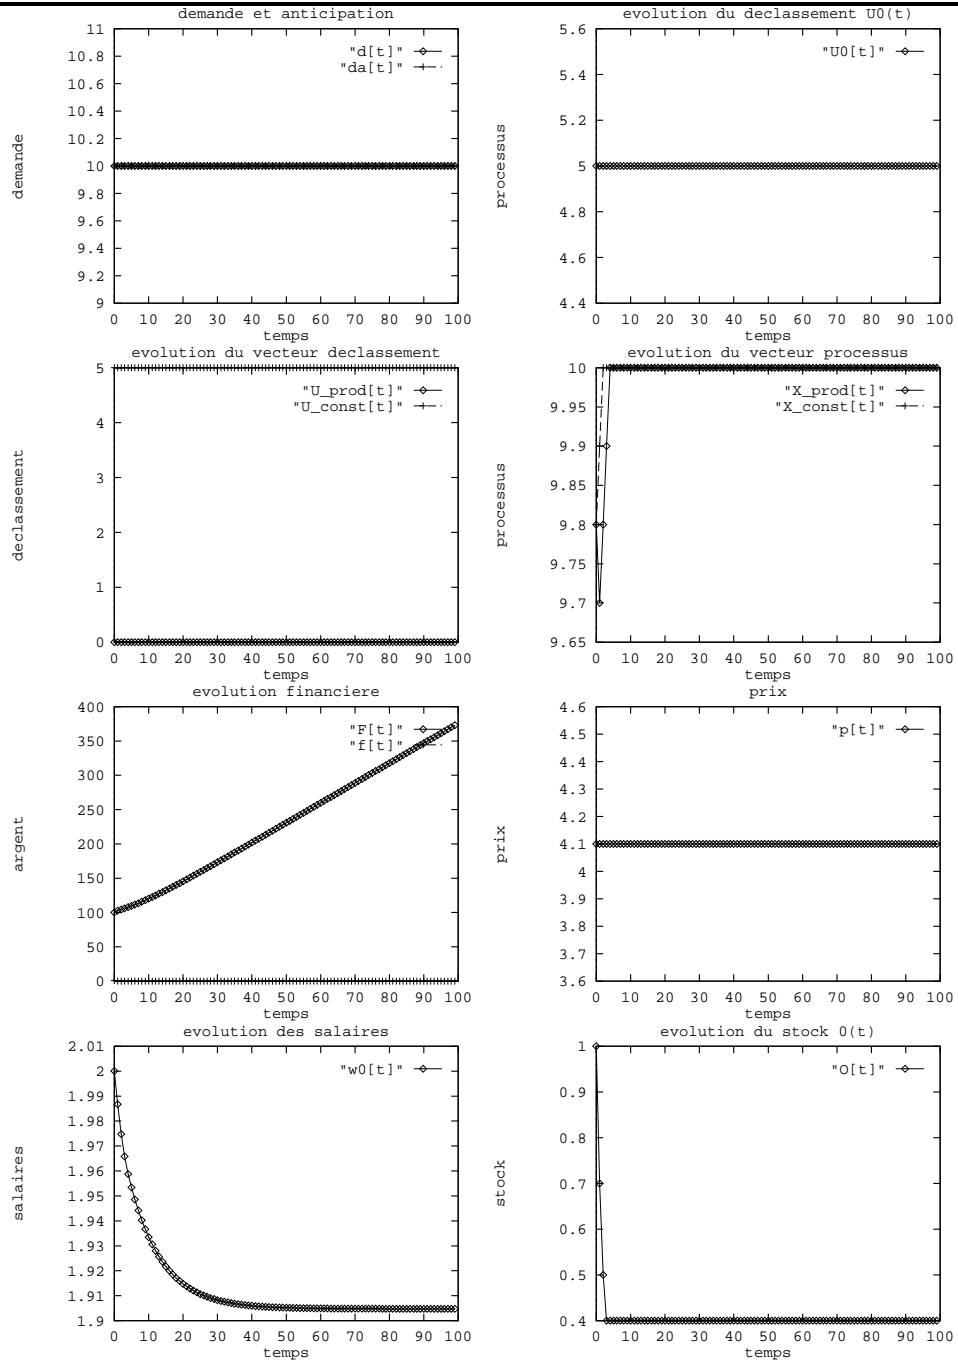 demande et anticipation
11
10.8
10.6
10.4
10.2
10
9.8
9.6
9.4
9.2
9
"d[t]"
"da[t]"
demande
0 10 20 30 40 50 60 70 80 90 100
temps
evolution du declassement U0(t)
5.6
5.4
5.2
5
4.8
4.6
4.4
"U0[t]"
processus
0 10 20 30 40 50 60 70 80 90 100
temps
evolution du vecteur declassement
5
4
3
2
1
0
"U_prod[t]"
"U_const[t]"
declassement
0 10 20 30 40 50 60 70 80 90 100
temps
evolution du vecteur processus
10
9.95
9.9
9.85
9.8
9.75
9.7
9.65
"X_prod[t]"
"X_const[t]"
processus
0 10 20 30 40 50 60 70 80 90 100
temps
evolution financiere
400
350
300
250
200
150
100
50
0
"F[t]"
"f[t]"
argent
0 10 20 30 40 50 60 70 80 90 100
temps
prix
4.6
4.5
4.4
4.3
4.2
4.1
4
3.9
3.8
3.7
3.6
"p[t]"
prix
0 10 20 30 40 50 60 70 80 90 100
temps
evolution des salaires
2.01
2
1.99
1.98
1.97
1.96
1.95
1.94
1.93
1.92
1.91
1.9
"w0[t]"
salaires
0 10 20 30 40 50 60 70 80 90 100
temps
evolution du stock 0(t)
1
0.9
0.8
0.7
0.6
0.5
0.4
"O[t]"
stock
0 10 20 30 40 50 60 70 80 90 100
temps